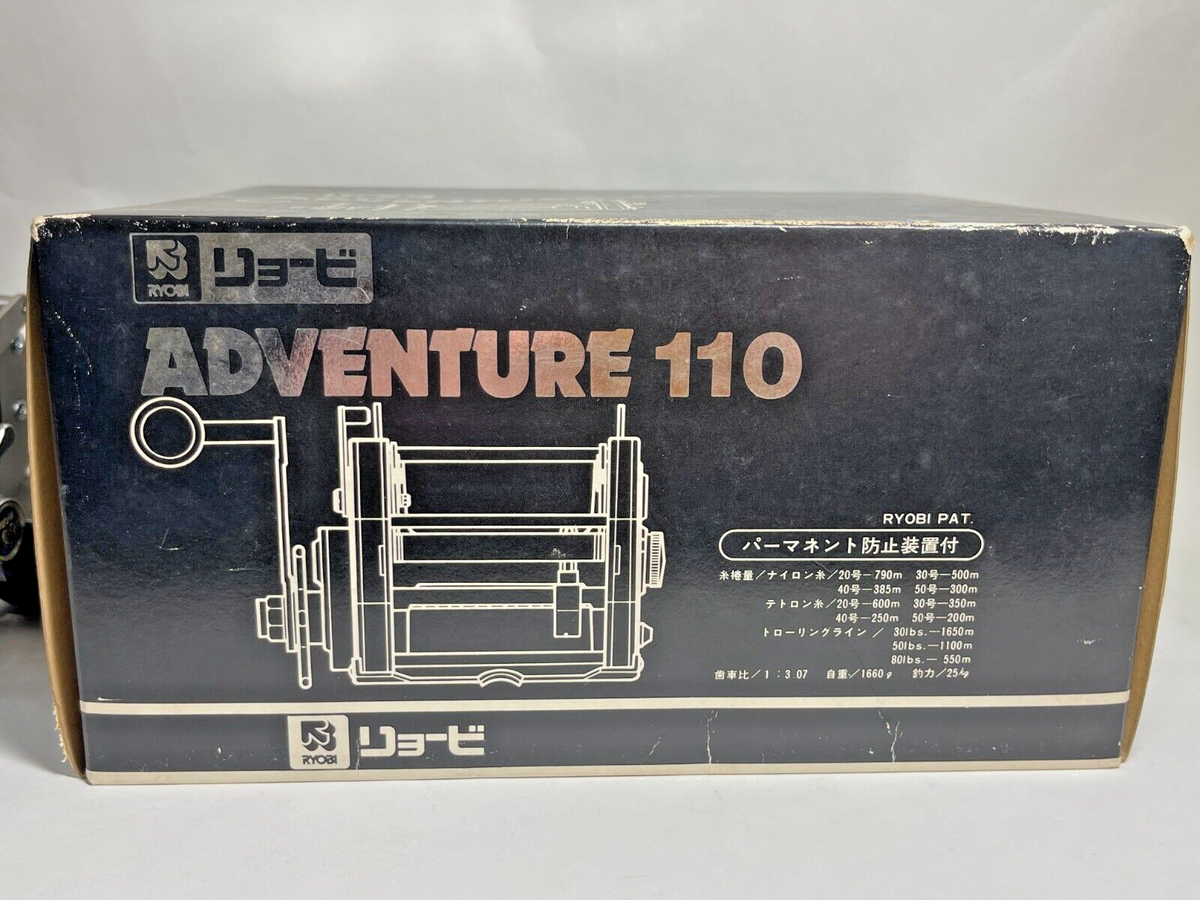 RYOBI リョービ
ADVENTURE 110
RYOBI PAT.
パーマネント防止装置付
糸捲量/ナイロン糸/20号—790m 30号—500m
40号—385m 50号—300m
テトロン糸/20号—600m 30号—350m
40号—250m 50号—200m
トローリングライン / 30lbs.—1650m
50lbs.—1100m
80lbs.— 550m
歯車比/1:3.07 自重/1660g 釣力/25kg
RYOBI リョービ